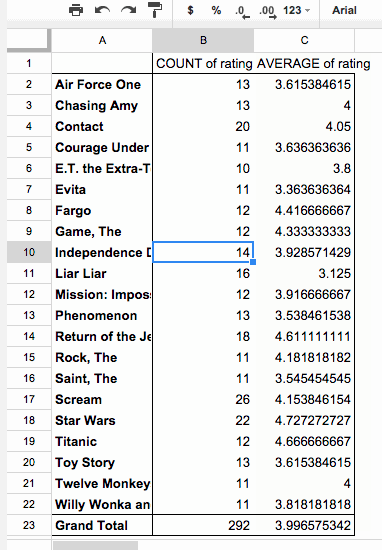 $ % .0 .00 123 Arial
A B C
1 COUNT of rating AVERAGE of rating
2 Air Force One 13 3.615384615
3 Chasing Amy 13 4
4 Contact 20 4.05
5 Courage Under 11 3.636363636
6 E.T. the Extra-T 10 3.8
7 Evita 11 3.363636364
8 Fargo 12 4.416666667
9 Game, The 12 4.333333333
10 Independence D 14 3.928571429
11 Liar Liar 16 3.125
12 Mission: Imposs 12 3.916666667
13 Phenomenon 13 3.538461538
14 Return of the Je 18 4.611111111
15 Rock, The 11 4.181818182
16 Saint, The 11 3.545454545
17 Scream 26 4.153846154
18 Star Wars 22 4.727272727
19 Titanic 12 4.666666667
20 Toy Story 13 3.615384615
21 Twelve Monkey 11 4
22 Willy Wonka an 11 3.818181818
23 Grand Total 292 3.996575342